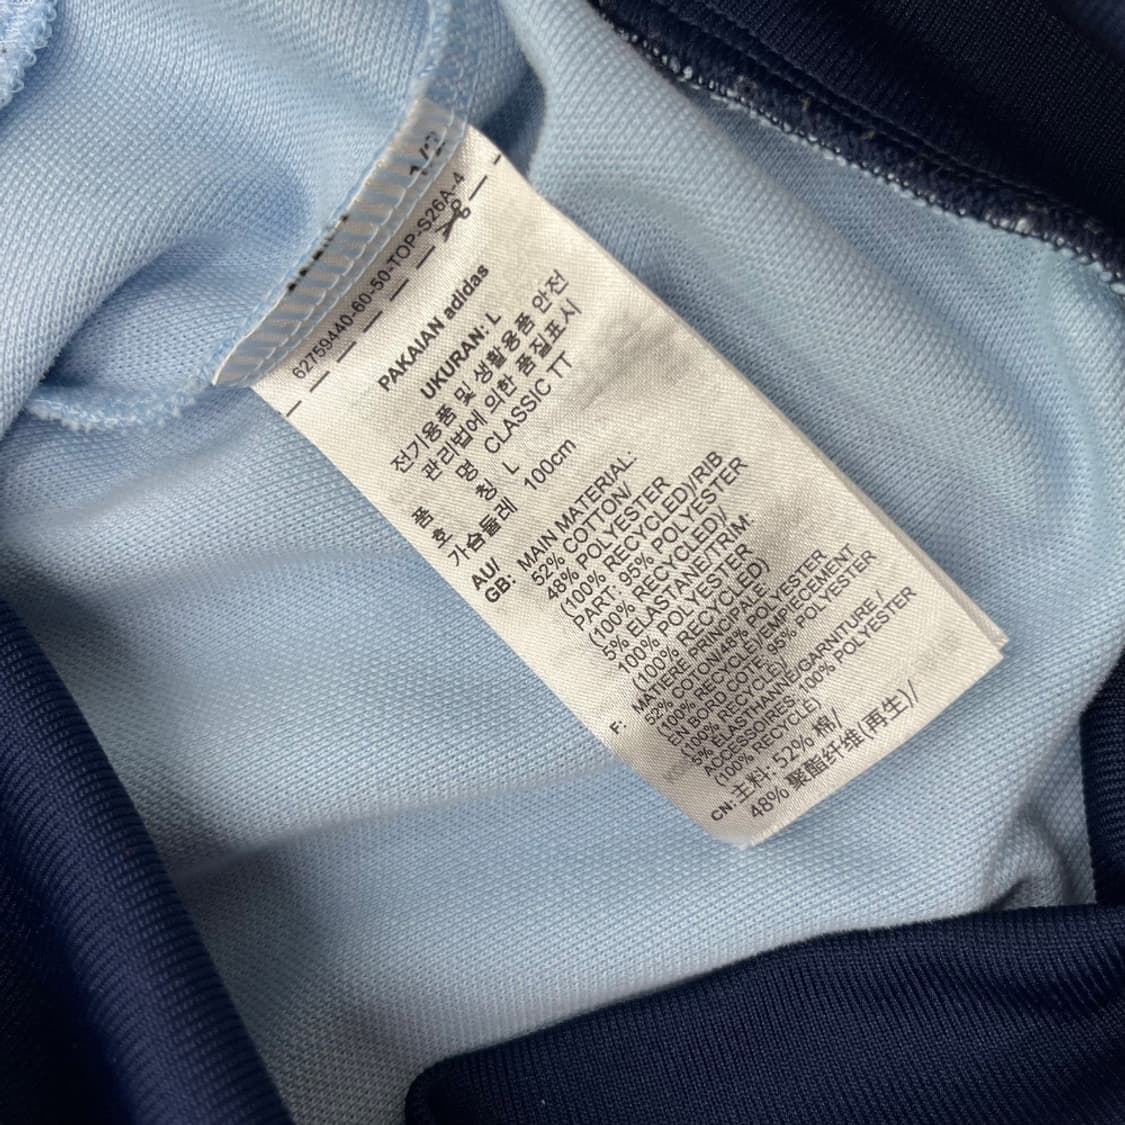 1/2
62759440-60-50-TOP-S26A-4
PAKAIAN adidas
UKURAN: L
전기용품 및 생활용품 안전
관리법에 의한 품질표시
품 명 CLASSIC TT
호 칭 L
가슴둘레 100cm
AU/
GB: MAIN MATERIAL:
52% COTTON/
48% POLYESTER
(100% RECYCLED)/RIB
PART: 95% POLYESTER
(100% RECYCLED)/
5% ELASTANE/TRIM:
100% POLYESTER
(100% RECYCLED)
F: MATIERE PRINCIPALE
52% COTON/48% POLYESTER
(100% RECYCLÉ)/EMPIECEMENT
EN BORD COTE: 95% POLYESTER
(100% RECYCLÉ)/
5% ELASTHANNE/GARNITURE /
ACCESSOIRES: 100% POLYESTER
(100% RECYCLÉ)
CN: 主料: 52% 棉/
48% 聚酯纤维(再生)/